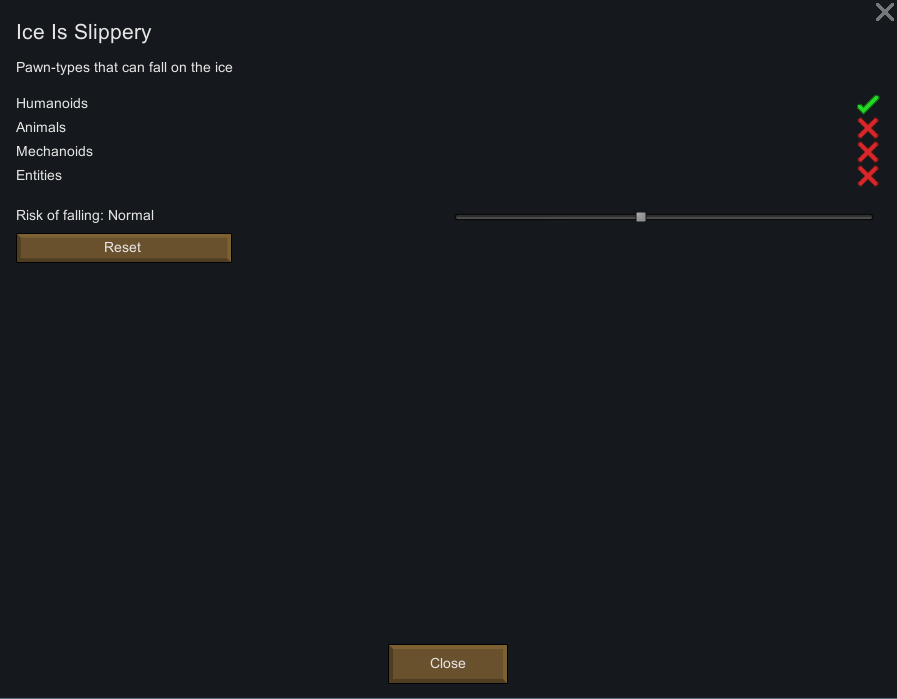 Ice Is Slippery
Pawn-types that can fall on the ice
Humanoids
Animals
Mechanoids
Entities
Risk of falling: Normal
Reset
Close